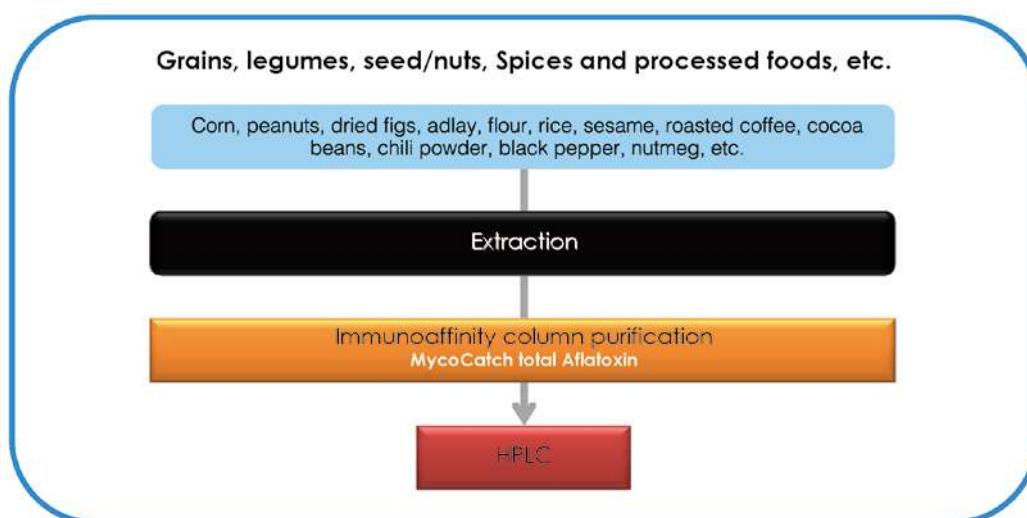 Grains, legumes, seed/nuts, Spices and processed foods, etc.
Corn, peanuts, dried figs, adlay, flour, rice, sesame, roasted coffee, cocoa
beans, chili powder, black pepper, nutmeg, etc.
Extraction
Immunoaffinity column purification
MycoCatch total Aflatoxin
HPLC